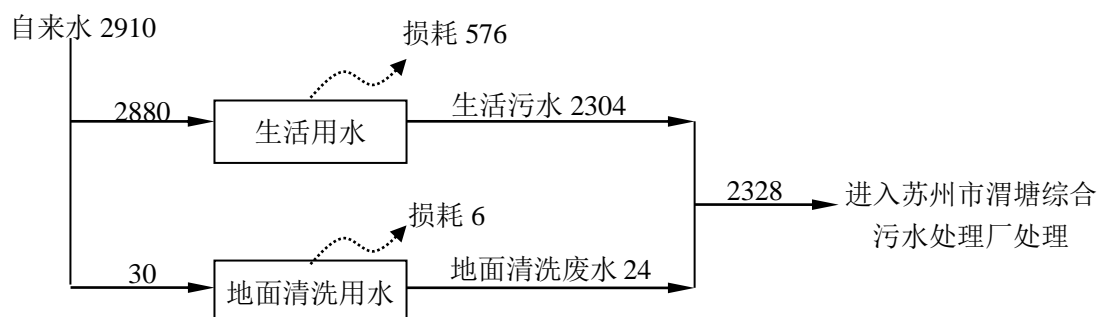 自来水 2910
损耗 576
2880
生活用水
生活污水 2304
2328
进入苏州市渭塘综合
污水处理厂处理
损耗 6
30
地面清洗用水
地面清洗废水 24